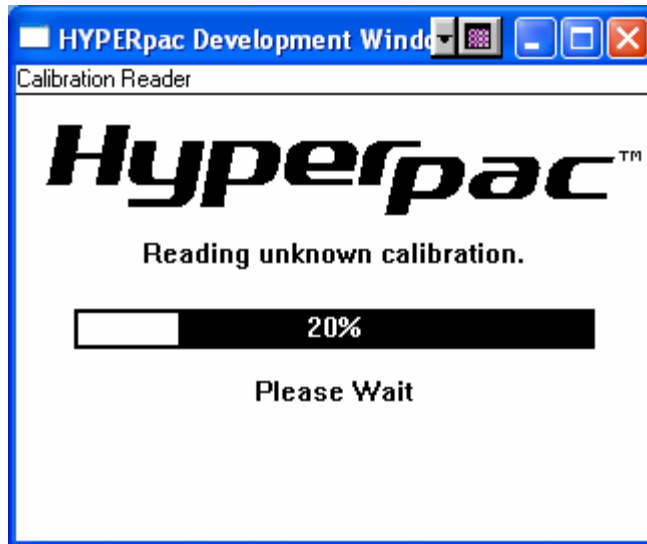 HYPERpac Development Windo
Calibration Reader
Hyperpac™
Reading unknown calibration.
20%
Please Wait